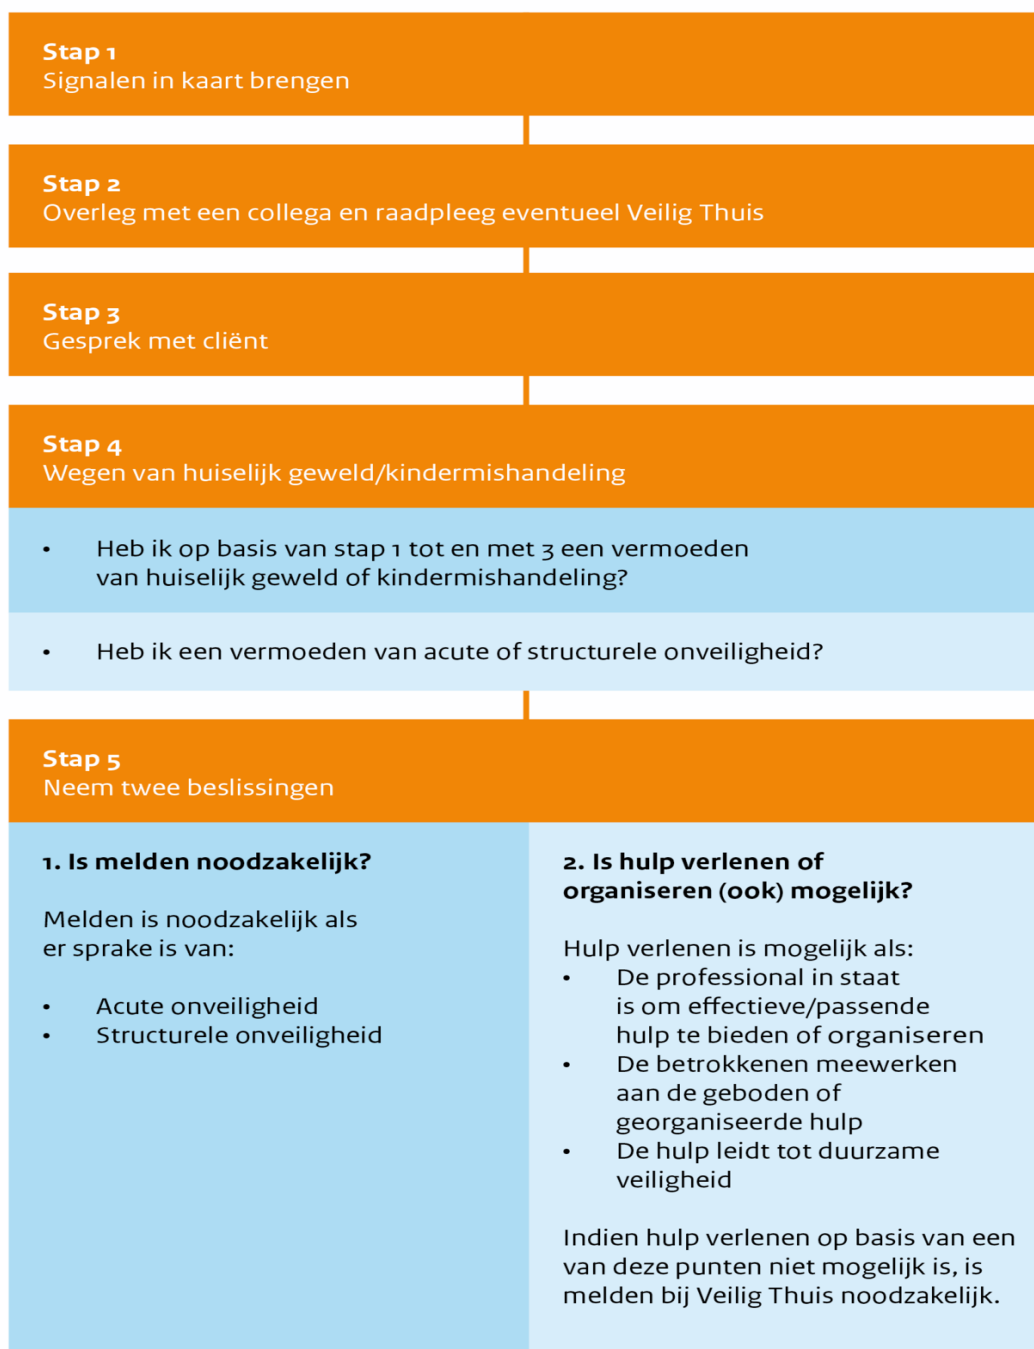 Stap 1
Signalen in kaart brengen
Stap 2
Overleg met een collega en raadpleeg eventueel Veilig Thuis
Stap 3
Gesprek met cliënt
Stap 4
Wegen van huiselijk geweld/kindermishandeling
• Heb ik op basis van stap 1 tot en met 3 een vermoeden
van huiselijk geweld of kindermishandeling?
• Heb ik een vermoeden van acute of structurele onveiligheid?
Stap 5
Neem twee beslissingen
1. Is melden noodzakelijk?
Melden is noodzakelijk als
er sprake is van:
• Acute onveiligheid
• Structurele onveiligheid
2. Is hulp verlenen of
organiseren (ook) mogelijk?
Hulp verlenen is mogelijk als:
• De professional in staat
is om effectieve/passende
hulp te bieden of organiseren
• De betrokkenen meewerken
aan de geboden of
georganiseerde hulp
• De hulp leidt tot duurzame
veiligheid
Indien hulp verlenen op basis van een
van deze punten niet mogelijk is, is
melden bij Veilig Thuis noodzakelijk.